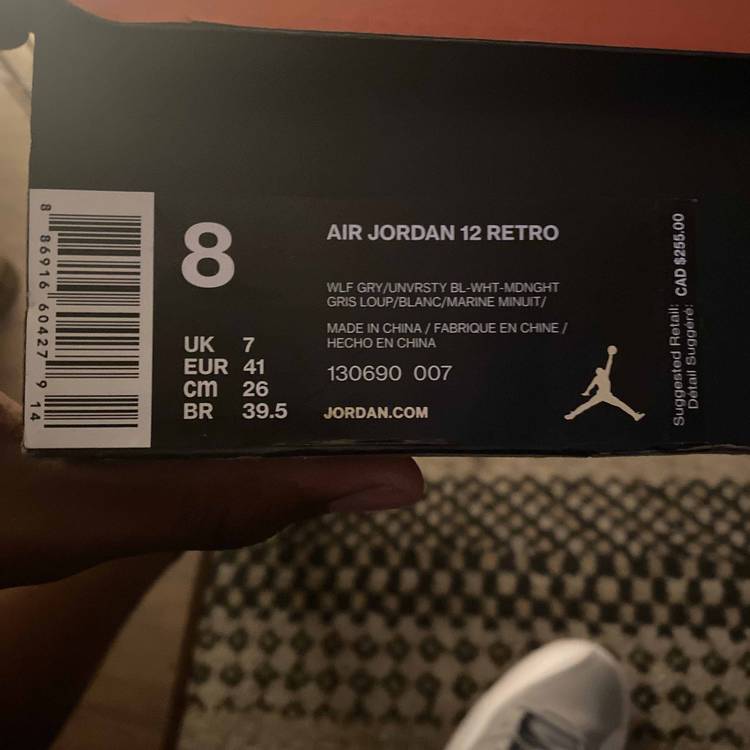 8 86916 60427 9 14
8
UK 7
EUR 41
cm 26
BR 39.5
AIR JORDAN 12 RETRO
WLF GRY/UNVRSTY BL-WHT-MDNGHT
GRIS LOUP/BLANC/MARINE MINUIT/
MADE IN CHINA / FABRIQUE EN CHINE /
HECHO EN CHINA
130690 007
JORDAN.COM
Suggested Retail: CAD $255.00
Détail Suggéré: